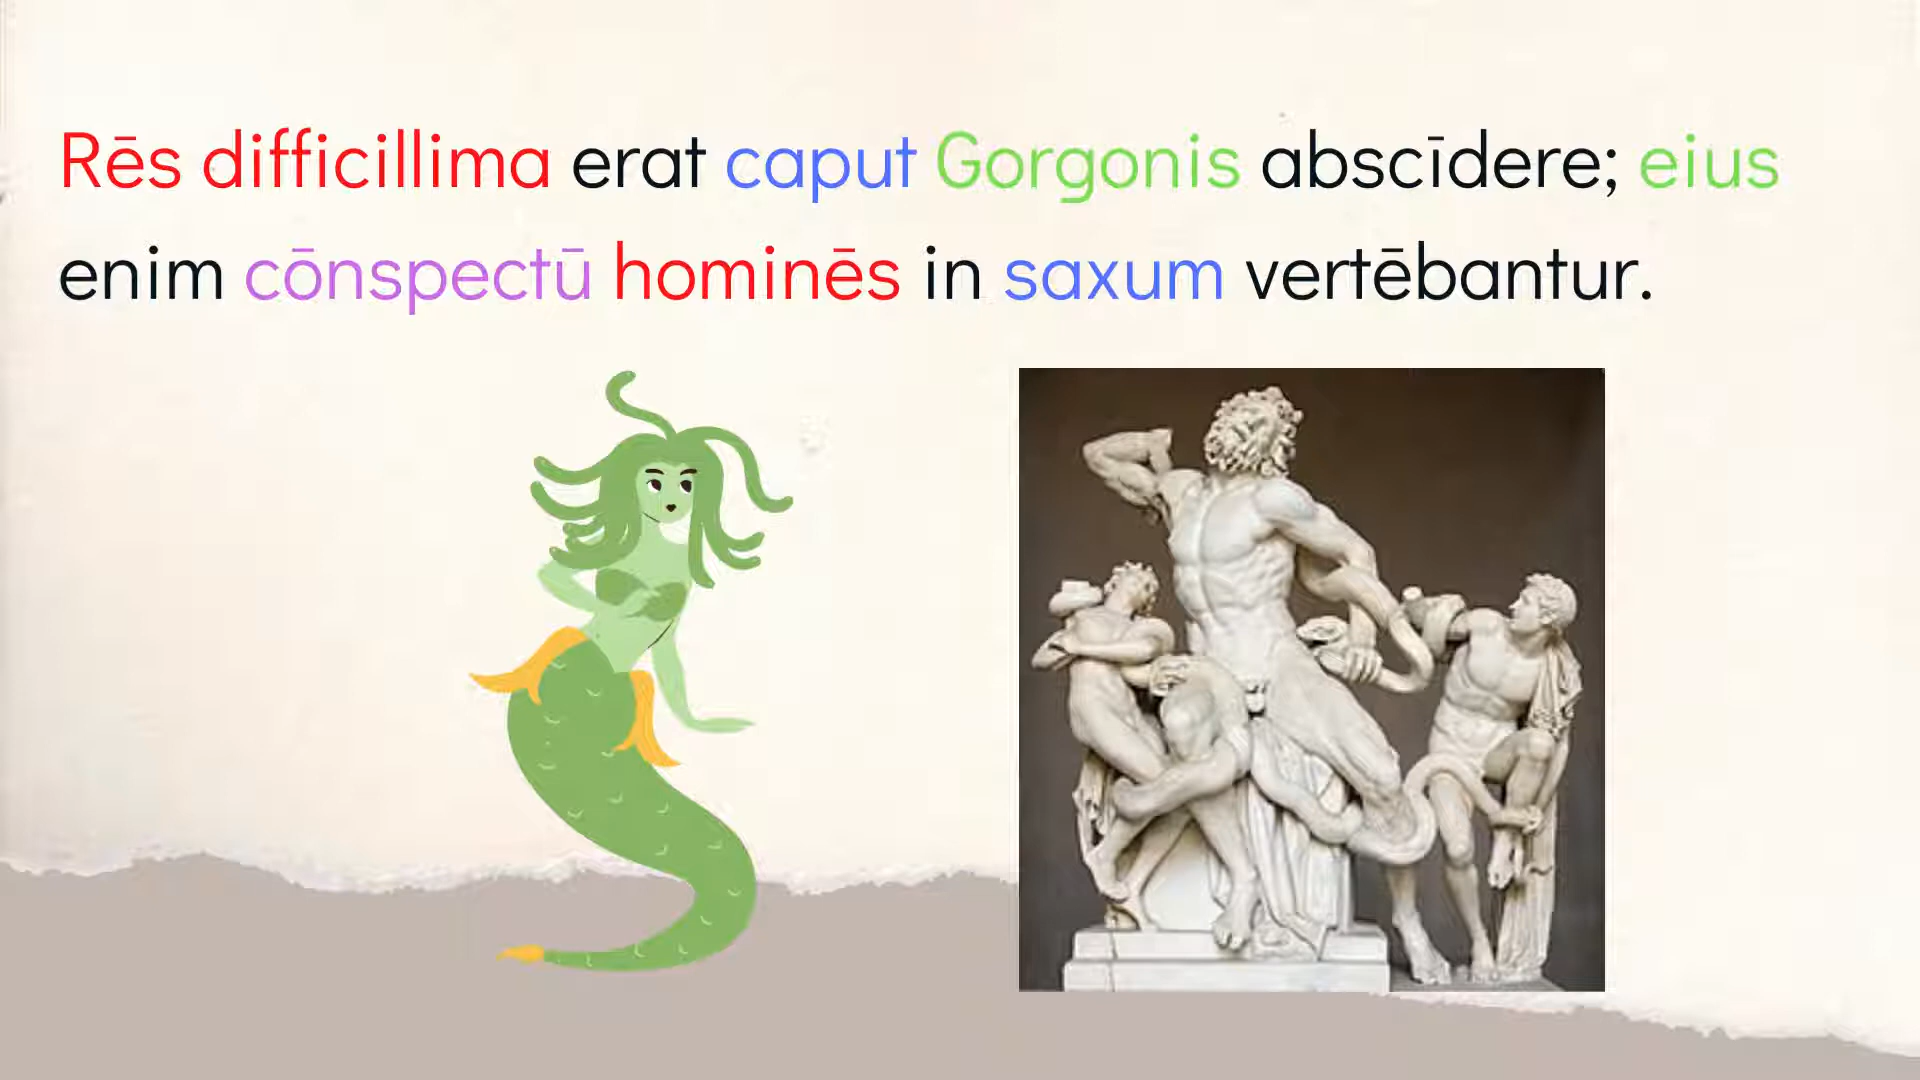 Rēs difficillima erat caput Gorgonis abscīdere; eius
enim cōnspectū hominēs in saxum vertēbantur.